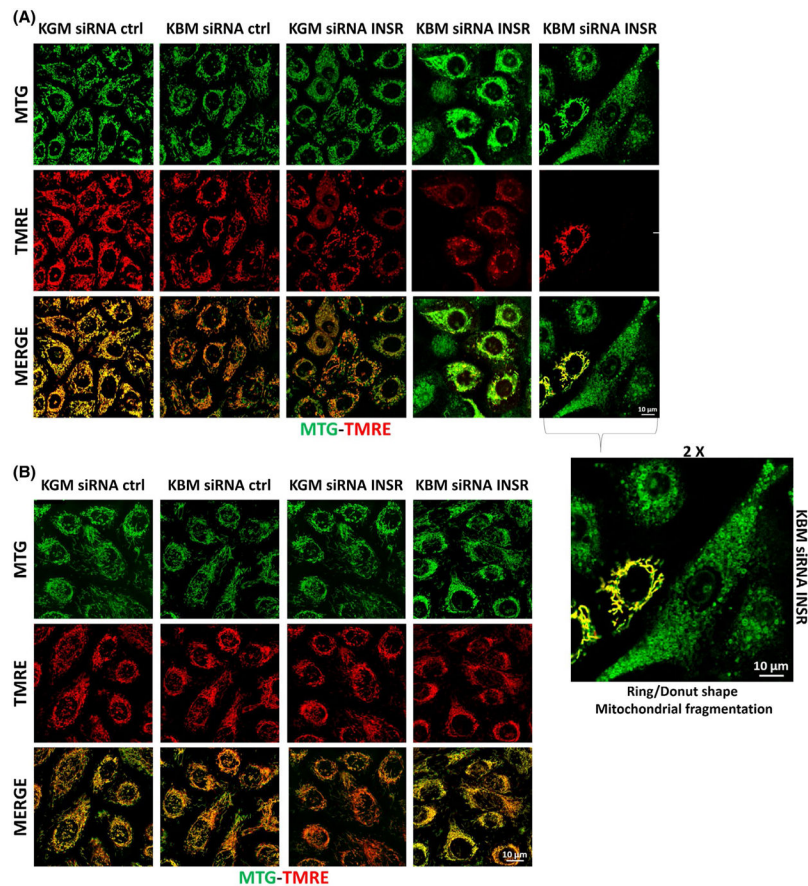 (A)
KGM siRNA ctrl KBM siRNA ctrl KGM siRNA INSR KBM siRNA INSR KBM siRNA INSR
MTG
TMRE
MERGE
10 µm
MTG-TMRE
2 X
(B)
KGM siRNA ctrl KBM siRNA ctrl KGM siRNA INSR KBM siRNA INSR
MTG
TMRE
MERGE
10 µm
MTG-TMRE
KBM siRNA INSR
10 µm
Ring/Donut shape
Mitochondrial fragmentation